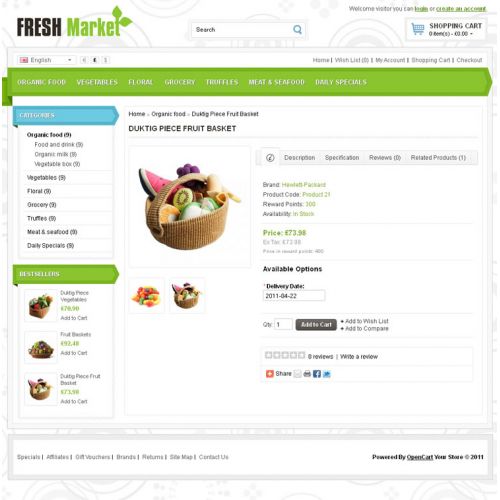 FRESH Market
Welcome visitor you can login or create an account.
Search
SHOPPING CART
0 item(s) - £0.00
English
€ £ $
Home | Wish List (0) | My Account | Shopping Cart | Checkout
ORGANIC FOOD VEGETABLES FLORAL GROCERY TRUFFLES MEAT & SEAFOOD DAILY SPECIALS
CATEGORIES
Organic food (9)
Food and drink (9)
Organic milk (9)
Vegetable box (9)
Vegetables (9)
Floral (9)
Grocery (9)
Truffles (9)
Meat & seafood (9)
Daily Specials (9)
BESTSELLERS
Duktig Piece
Vegetables
£70.90
Add to Cart
Fruit Baskets
£92.48
Add to Cart
Duktig Piece Fruit
Basket
£73.98
Add to Cart
Home » Organic food » Duktig Piece Fruit Basket
DUKTIG PIECE FRUIT BASKET
Description Specification Reviews (0) Related Products (1)
Brand: Hewlett-Packard
Product Code: Product 21
Reward Points: 300
Availability: In Stock
Price: £73.98
Ex Tax: £73.98
Price in reward points: 400
Available Options
* Delivery Date:
2011-04-22
Qty: 1 Add to Cart
+ Add to Wish List
+ Add to Compare
0 reviews | Write a review
Share
Specials | Affiliates | Gift Vouchers | Brands | Returns | Site Map | Contact Us
Powered By OpenCart Your Store © 2011